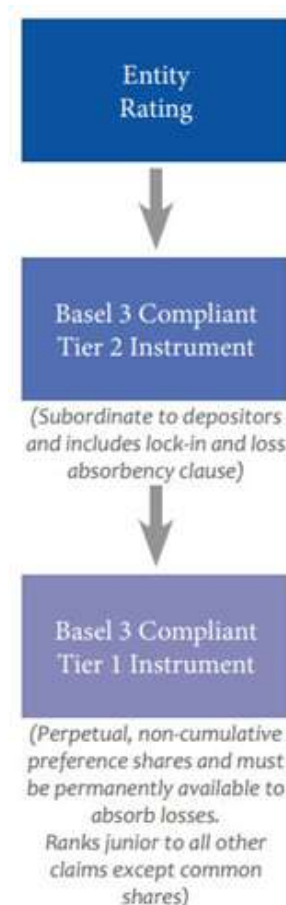 Entity
Rating
Basel 3 Compliant
Tier 2 Instrument
(Subordinate to depositors
and includes lock-in and loss
absorbency clause)
Basel 3 Compliant
Tier 1 Instrument
(Perpetual, non-cumulative
preference shares and must
be permanently available to
absorb losses.
Ranks junior to all other
claims except common
shares)